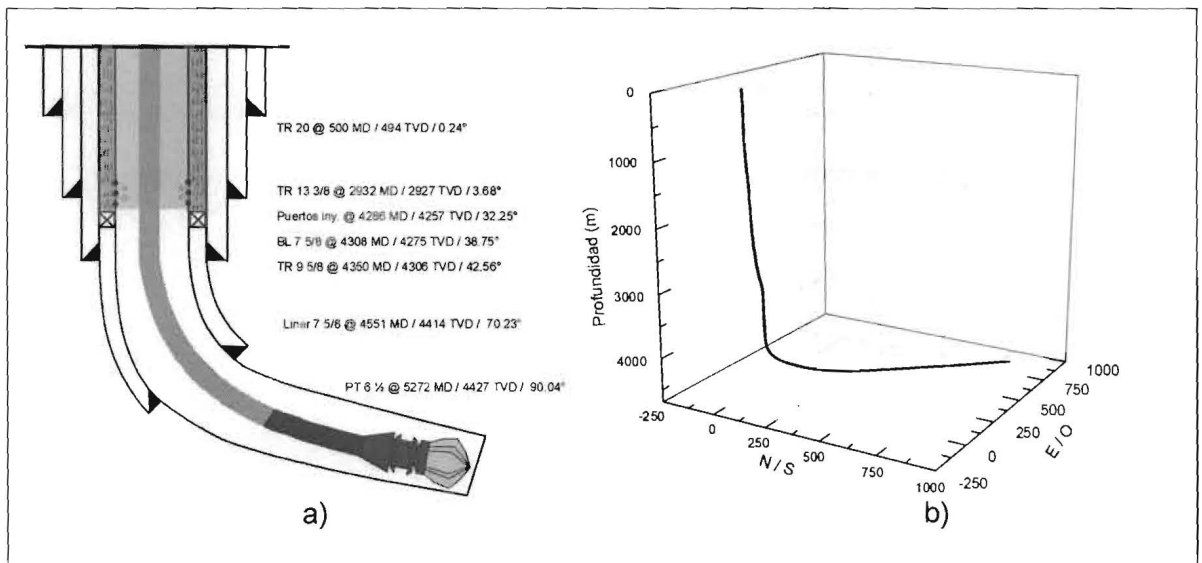 TR 20 @ 500 MD / 494 TVD / 0.24°
TR 13 3/8 @ 2932 MD / 2927 TVD / 3.68°
Puertos iny. @ 4286 MD / 4257 TVD / 32.25°
BL 7 5/8 @ 4308 MD / 4275 TVD / 38.75°
TR 9 5/8 @ 4350 MD / 4306 TVD / 42.56°
Liner 7 5/8 @ 4551 MD / 4414 TVD / 70.23°
PT 6 ½ @ 5272 MD / 4427 TVD / 90.04°
a)
Profundidad (m)
0
1000
2000
3000
4000
-250
0
250
500
750
1000
N / S
-250
0
250
500
750
1000
E / O
b)